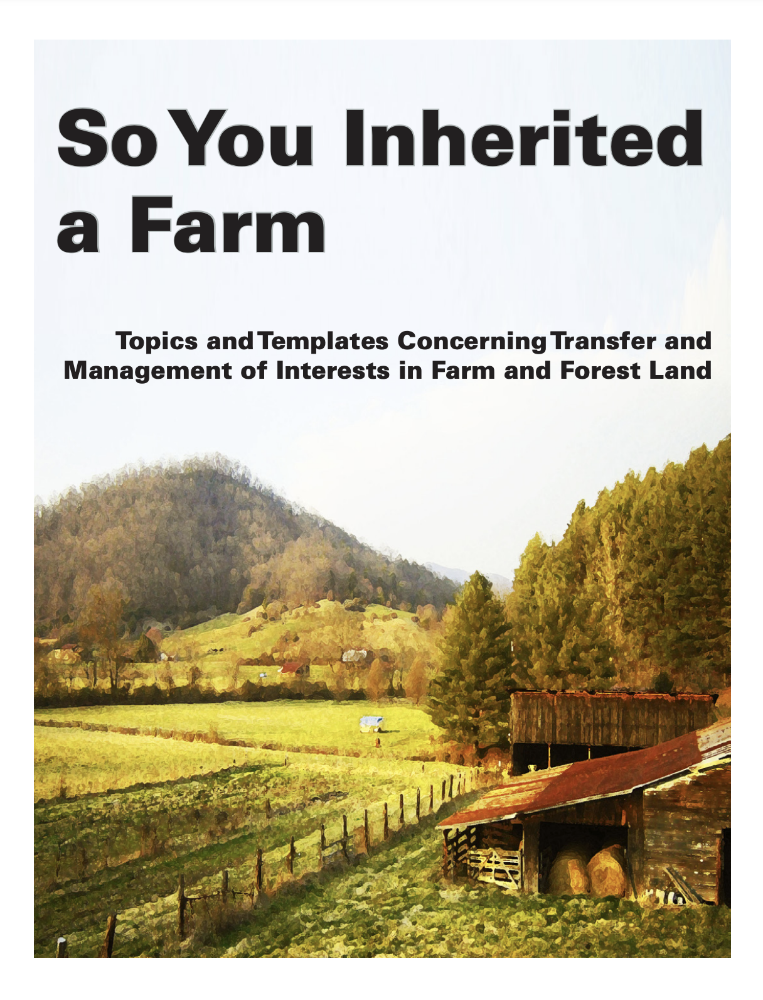 So You Inherited
a Farm
Topics and Templates Concerning Transfer and
Management of Interests in Farm and Forest Land